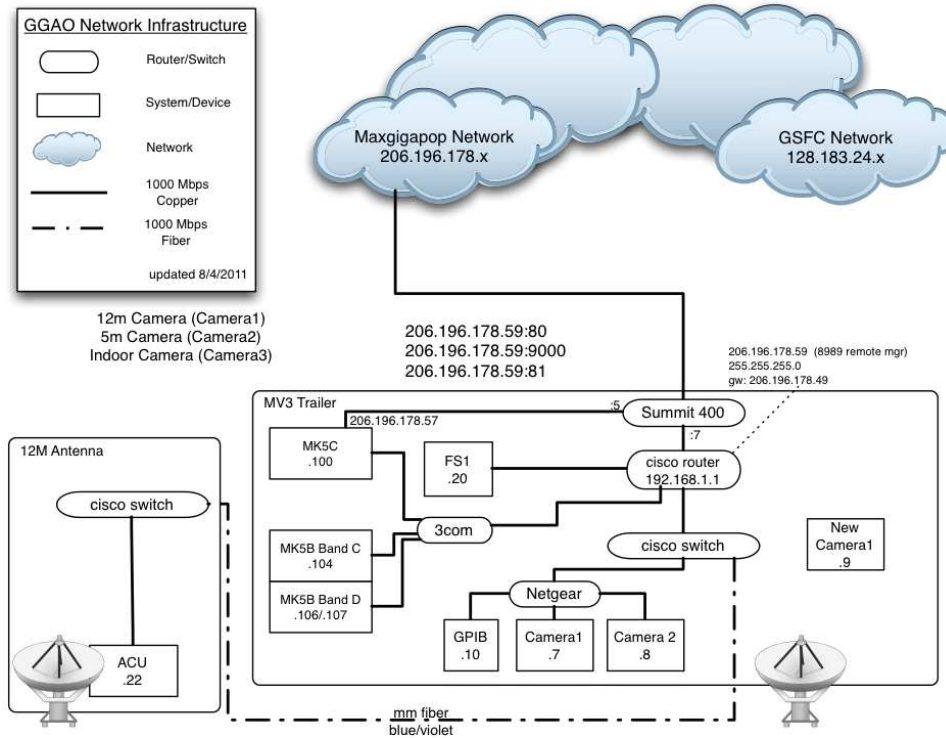 GGAO Network Infrastructure
Router/Switch
System/Device
Network
1000 Mbps
Copper
1000 Mbps
Fiber
updated 8/4/2011
Maxgigapop Network
206.196.178.x
GSFC Network
128.183.24.x
12m Camera (Camera1)
5m Camera (Camera2)
Indoor Camera (Camera3)
206.196.178.59:80
206.196.178.59:9000
206.196.178.59:81
206.196.178.59 (8989 remote mgr)
255.255.255.0
gw: 206.196.178.49
MV3 Trailer
:5
Summit 400
206.196.178.57
:7
MK5C
.100
FS1
.20
cisco router
192.168.1.1
12M Antenna
cisco switch
3com
cisco switch
New
Camera1
.9
MK5B Band C
.104
MK5B Band D
.106/.107
Netgear
GPIB
.10
Camera1
.7
Camera 2
.8
ACU
.22
mm fiber
blue/violet